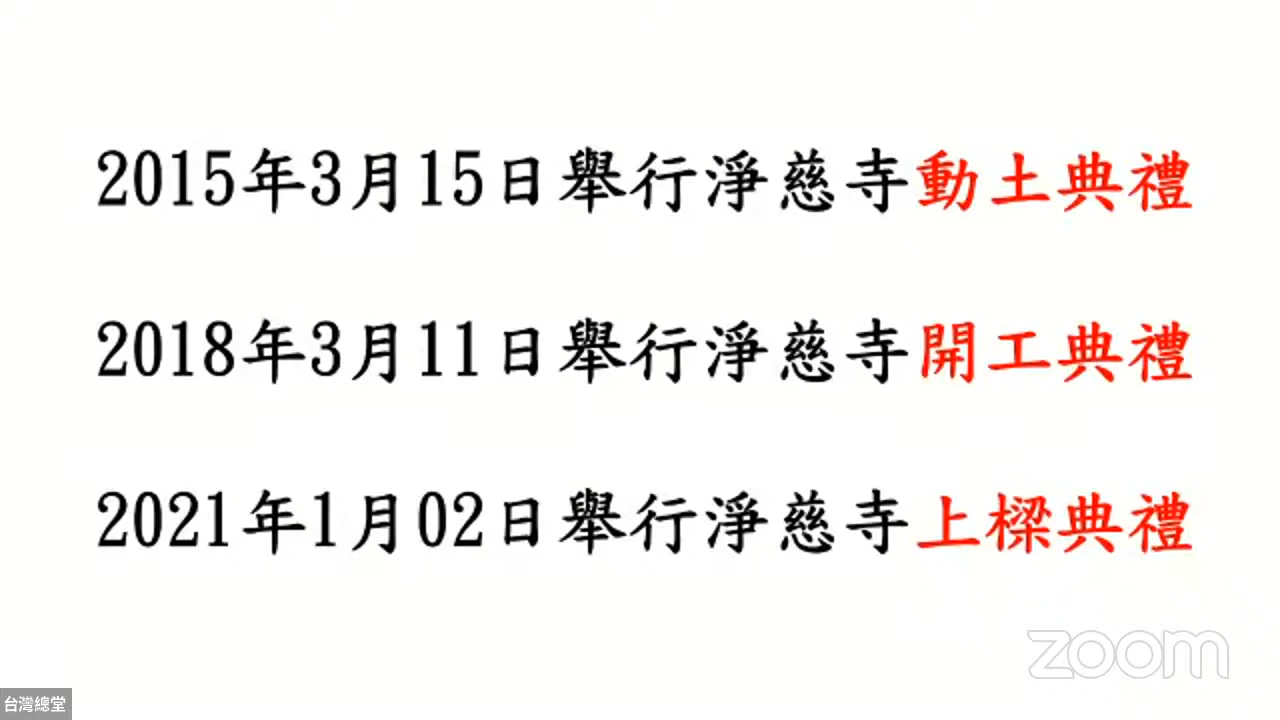 2015年3月15日舉行淨慈寺動土典禮
2018年3月11日舉行淨慈寺開工典禮
2021年1月02日舉行淨慈寺上樑典禮
zoom
台灣總堂